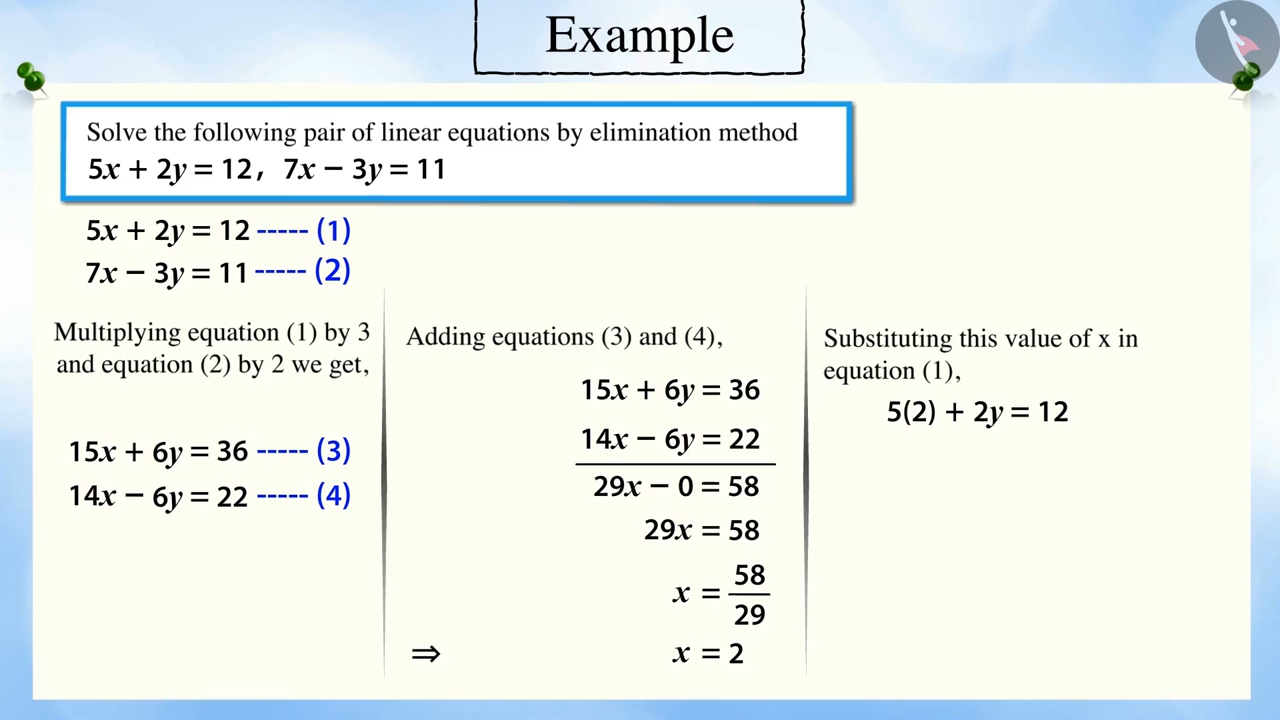 Example
Solve the following pair of linear equations by elimination method
5x + 2y = 12, 7x − 3y = 11
5x + 2y = 12 ----- (1)
7x − 3y = 11 ----- (2)
Multiplying equation (1) by 3
and equation (2) by 2 we get,
15x + 6y = 36 ----- (3)
14x − 6y = 22 ----- (4)
Adding equations (3) and (4),
15x + 6y = 36
14x − 6y = 22
29x − 0 = 58
29x = 58
x = 58/29
⇒ x = 2
Substituting this value of x in
equation (1),
5(2) + 2y = 12